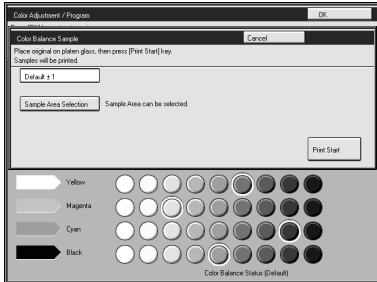 Color Adjustment / Program
OK
Color Balance Sample
Cancel
Place original on platen glass, then press [Print Start] key.
Samples will be printed.
Default ± 1
Sample Area Selection
Sample Area can be selected.
Print Start
Yellow
Magenta
Cyan
Black
Color Balance Status (Default)